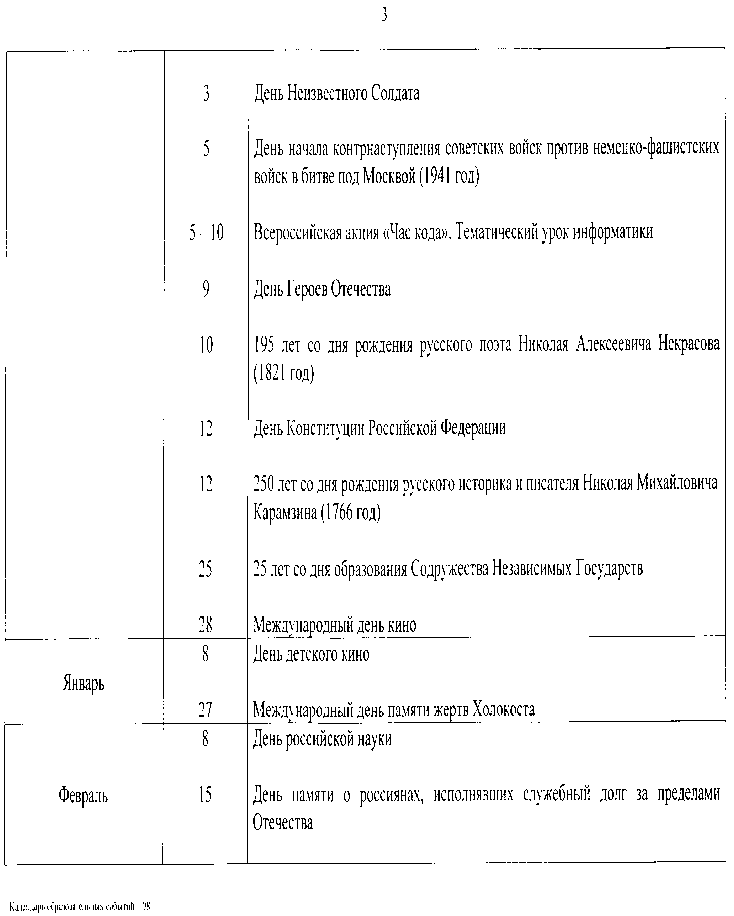 3
3 День Неизвестного Солдата
5 День начала контрнаступления советских войск против немецко-фашистских
войск в битве под Москвой (1941 год)
5 - 10 Всероссийская акция «Час кода». Тематический урок информатики
9 День Героев Отечества
10 195 лет со дня рождения русского поэта Николая Алексеевича Некрасова
(1821 год)
12 День Конституции Российской Федерации
12 250 лет со дня рождения русского историка и писателя Николая Михайловича
Карамзина (1766 год)
25 25 лет со дня образования Содружества Независимых Государств
28 Международный день кино
Январь
8 День детского кино
27 Международный день памяти жертв Холокоста
Февраль
8 День российской науки
15 День памяти о россиянах, исполнявших служебный долг за пределами
Отечества
Календарь образовательных событий - 28